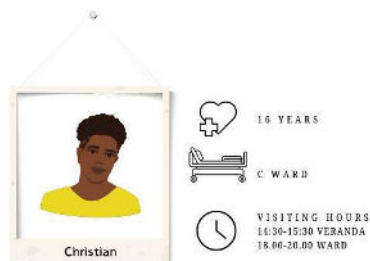 Christian
16 YEARS
C WARD
VISITING HOURS
14:30-15:30 VERANDA
18.00-20.00 WARD